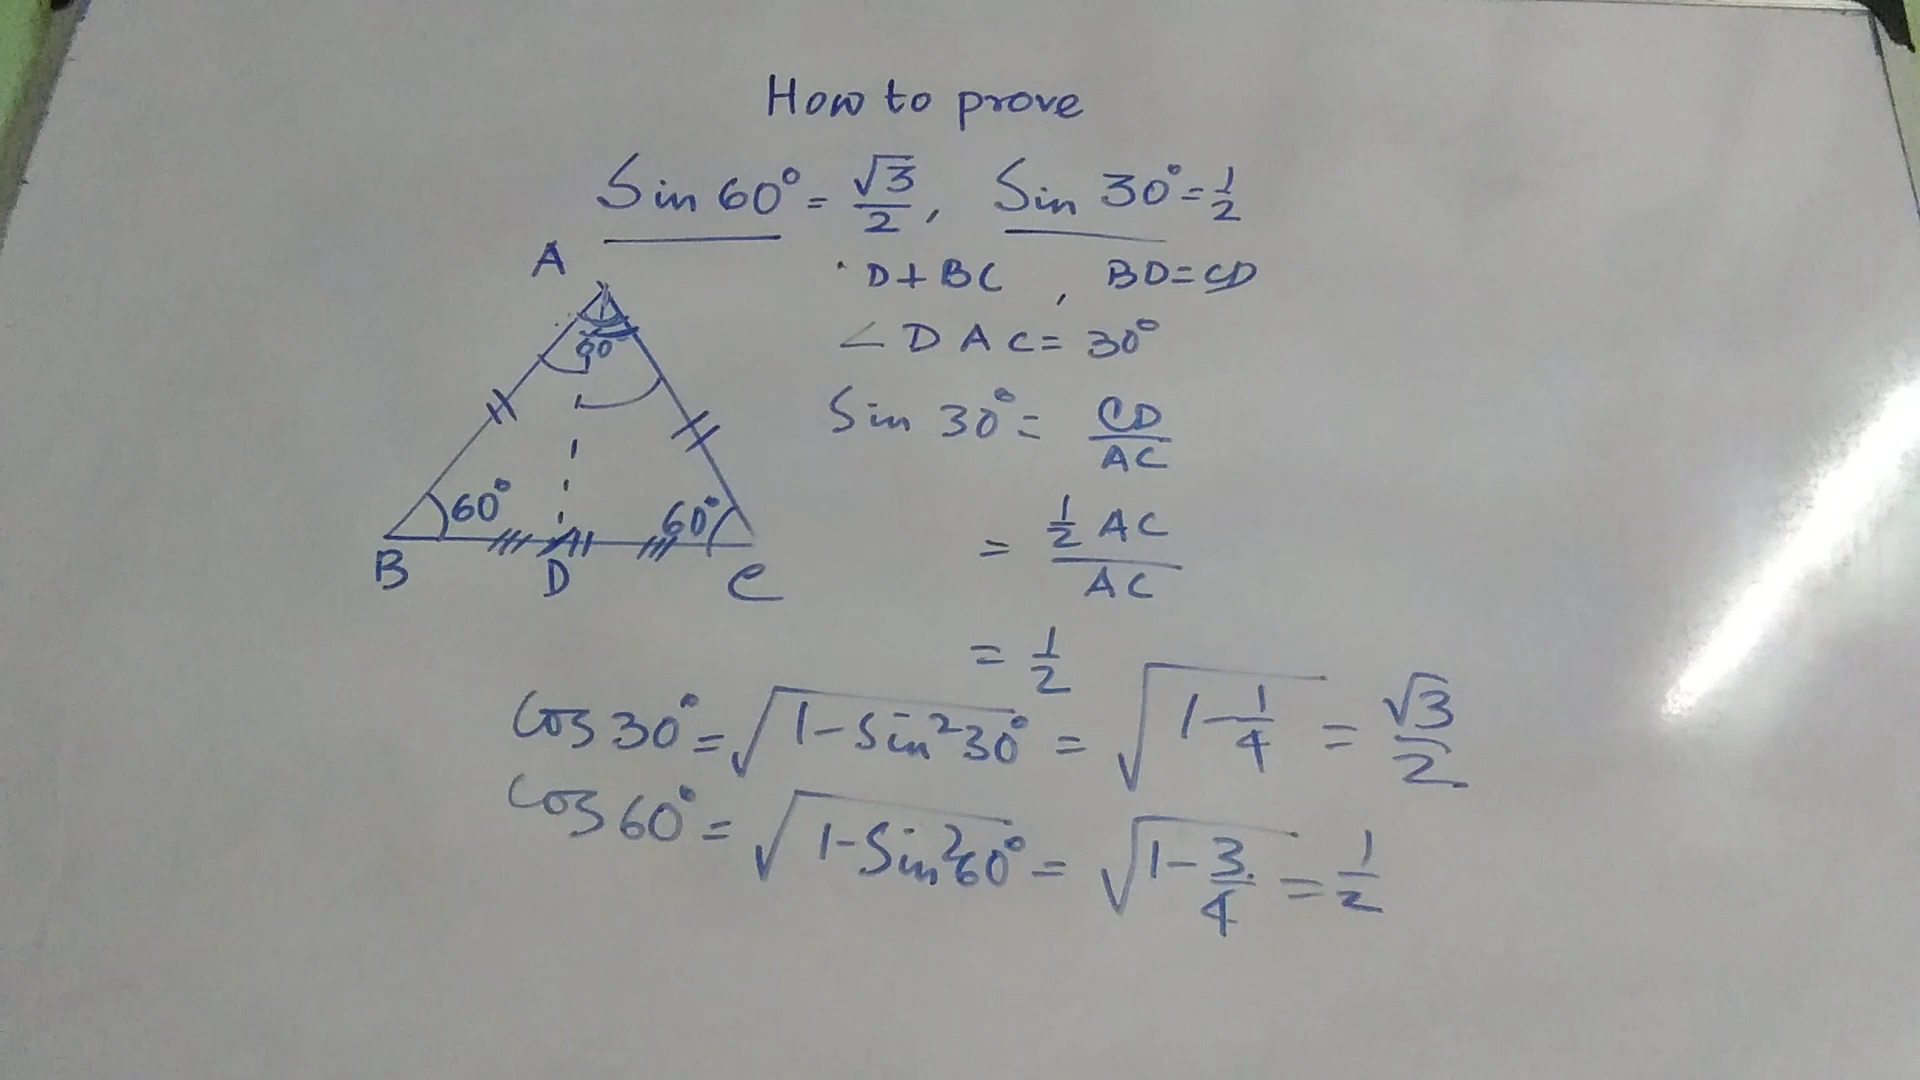 How to prove
Sin 60° = √3/2, Sin 30° = 1/2
A
D+BC, BD=CD
∠DAC = 30°
Sin 30° = CD/AC
60° 60°
B D C
= 1/2 AC / AC
= 1/2
Cos 30° = √(1-Sin²30°) = √(1-1/4) = √3/2
Cos 60° = √(1-Sin²60°) = √(1-3/4) = 1/2